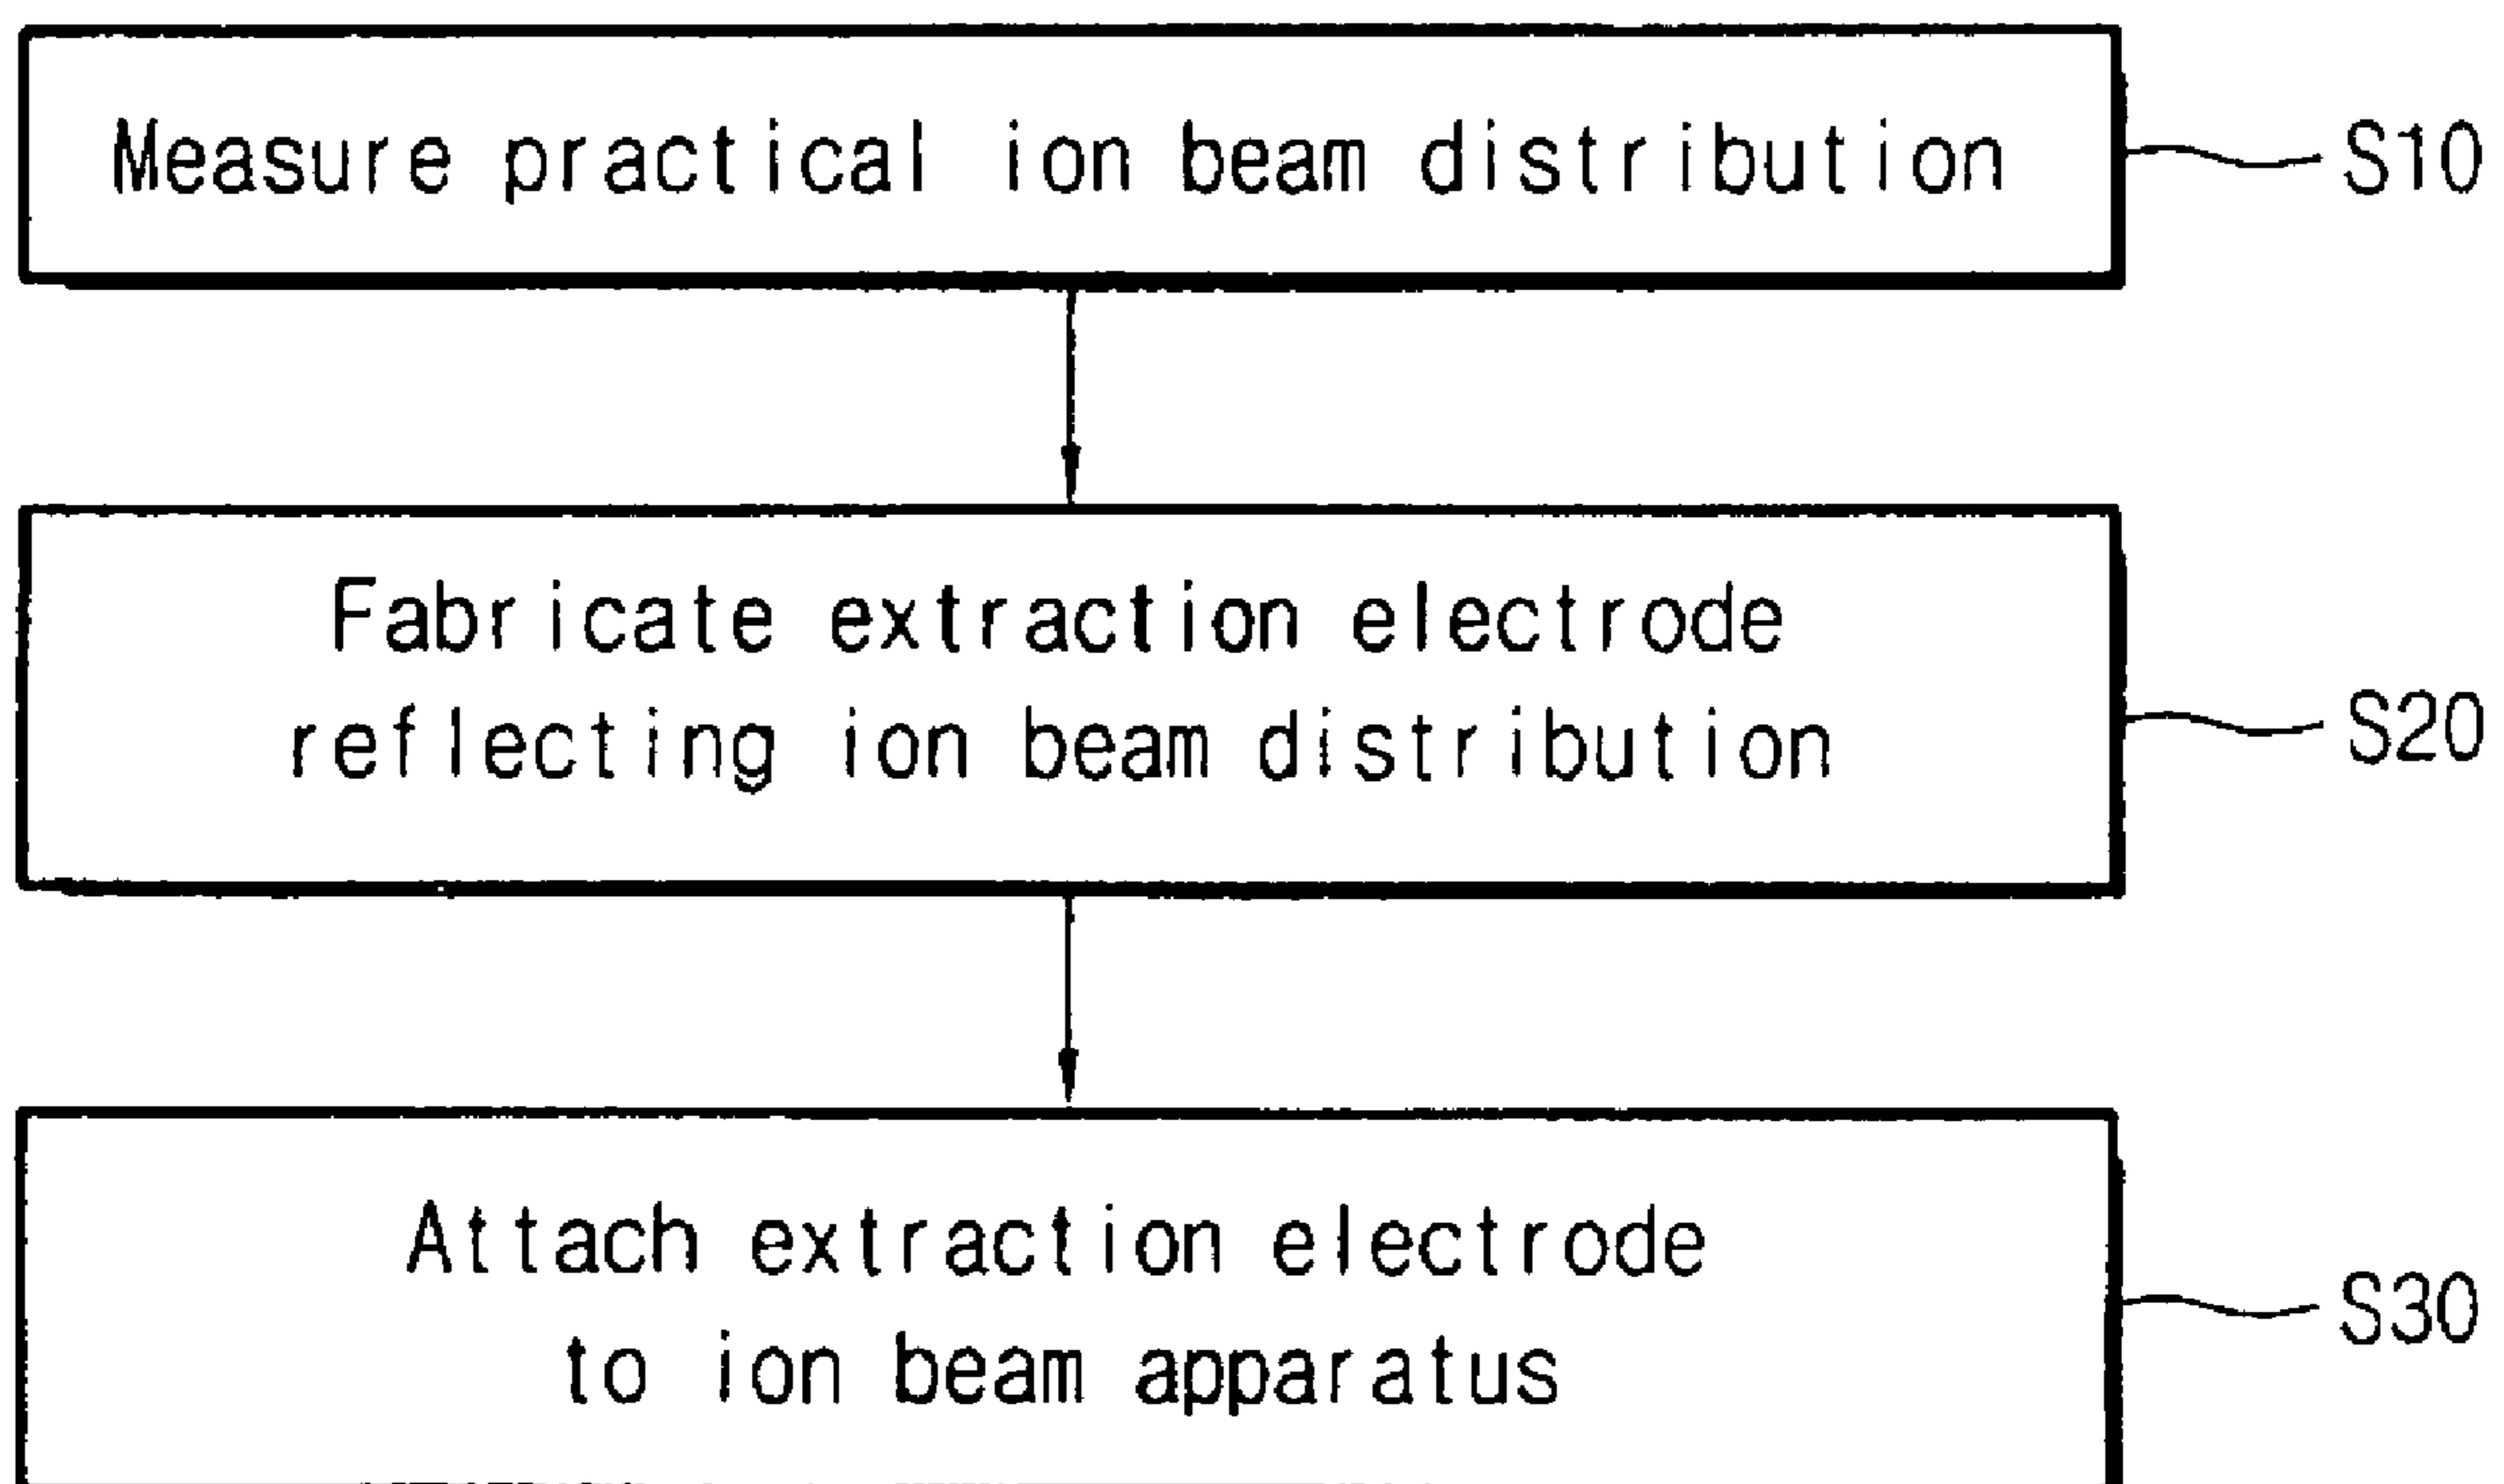 Measure practical ion beam distribution
S10
Fabricate extraction electrode
reflecting ion beam distribution
S20
Attach extraction electrode
to ion beam apparatus
S30